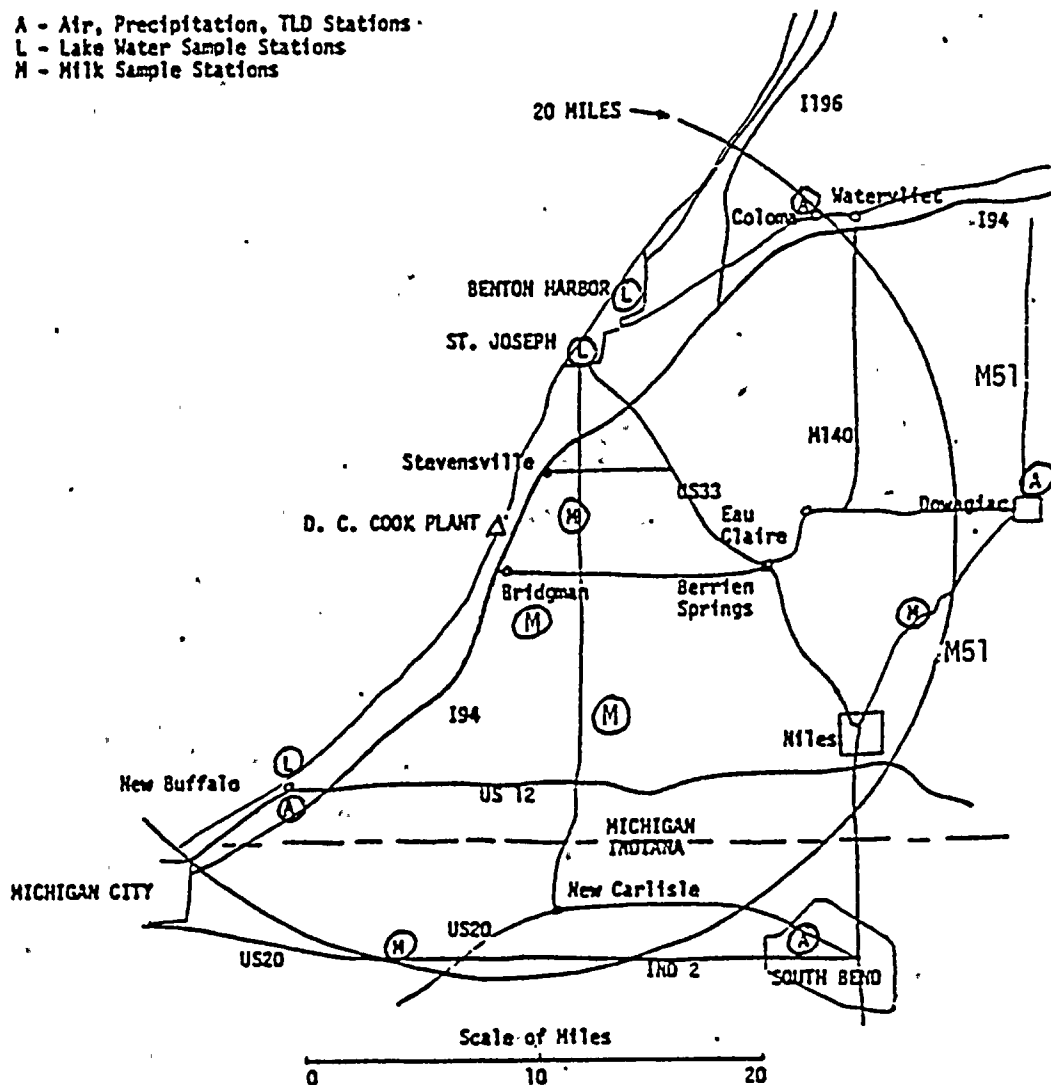 A - Air, Precipitation, TLD Stations
L - Lake Water Sample Stations
M - Milk Sample Stations
20 MILES
I196
A
Watervliet
Coloma
I94
BENTON HARBOR
L
ST. JOSEPH
L
M51
M140
Stevensville
US33
A
Dowagiac
M
Eau
Claire
D. C. COOK PLANT
Bridgman
Berrien
Springs
M
M
M51
M
I94
Niles
L
New Buffalo
US 12
A
MICHIGAN
INDIANA
MICHIGAN CITY
New Carlisle
US20
M
A
US20
IND 2
SOUTH BEND
Scale of Miles
0
10
20